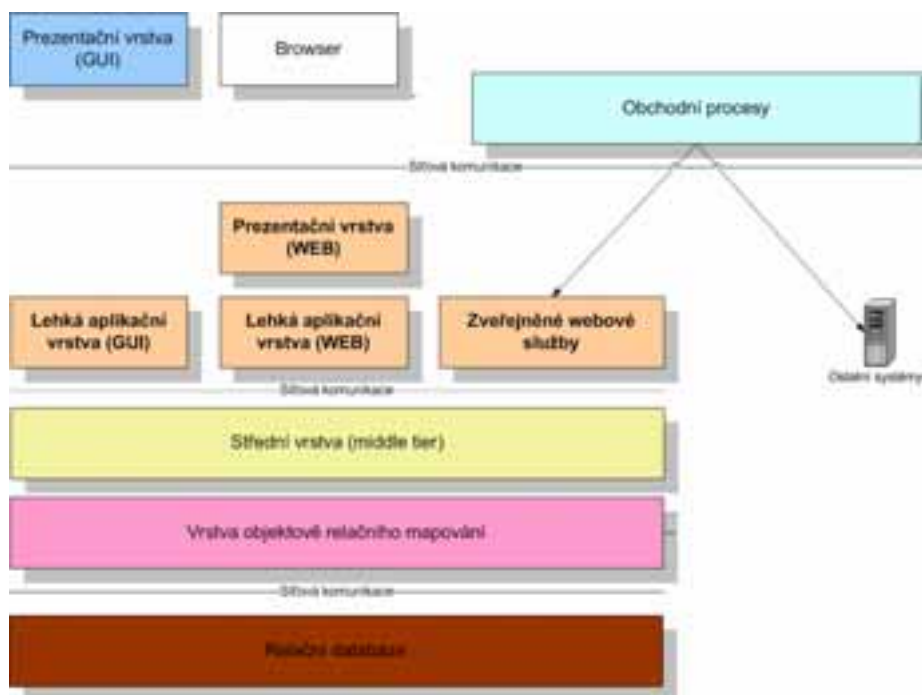 Prezentační vrstva
(GUI)
Browser
Obchodní procesy
Síťová komunikace
Prezentační vrstva
(WEB)
Lehká aplikační
vrstva (GUI)
Lehká aplikační
vrstva (WEB)
Zveřejněné webové
služby
Ostatní systémy
Síťová komunikace
Střední vrstva (middle tier)
Vrstva objektově relačního mapování
Síťová komunikace
Relační databáze